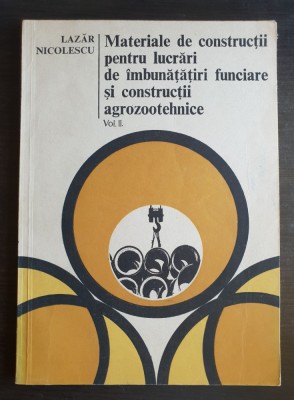 LAZĂR
NICOLESCU
Materiale de construcții
pentru lucrări
de îmbunătățiri funciare
și construcții
agrozootehnice
Vol. II.